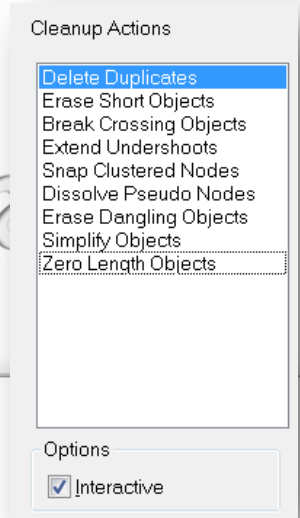 Cleanup Actions
Delete Duplicates
Erase Short Objects
Break Crossing Objects
Extend Undershoots
Snap Clustered Nodes
Dissolve Pseudo Nodes
Erase Dangling Objects
Simplify Objects
Zero Length Objects
Options
Interactive